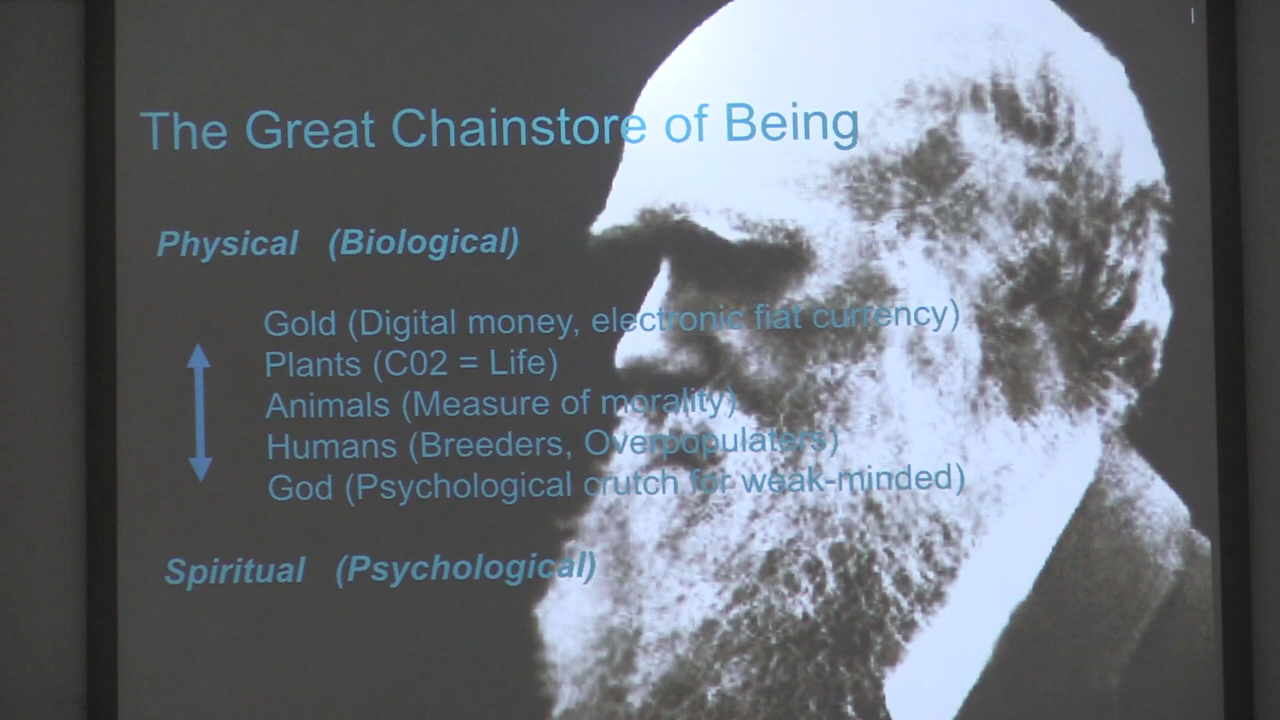 The Great Chainstore of Being
Physical (Biological)
Gold (Digital money, electronic fiat currency)
Plants (C02 = Life)
Animals (Measure of morality)
Humans (Breeders, Overpopulaters)
God (Psychological crutch for weak-minded)
Spiritual (Psychological)